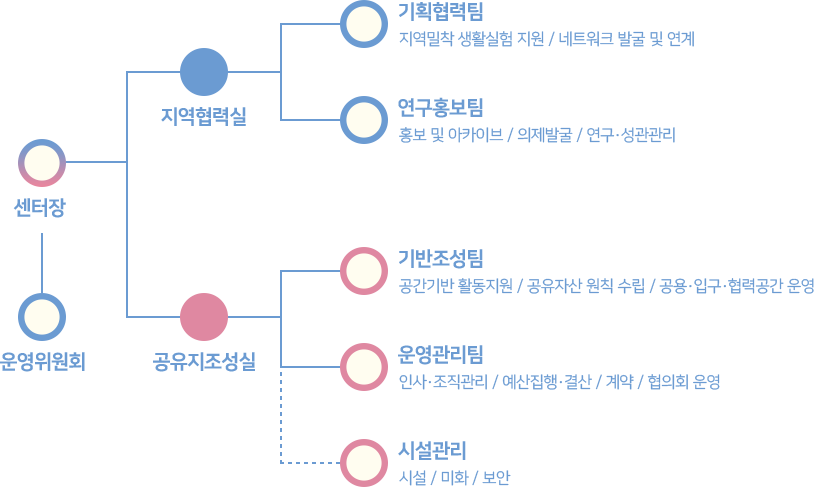 기획협력팀
지역밀착 생활실험 지원 / 네트워크 발굴 및 연계
지역협력실
연구홍보팀
홍보 및 아카이브 / 의제발굴 / 연구·성관관리
센터장
운영위원회
공유지조성실
기반조성팀
공간기반 활동지원 / 공유자산 원칙 수립 / 공용·입구·협력공간 운영
운영관리팀
인사·조직관리 / 예산집행·결산 / 계약 / 협의회 운영
시설관리
시설 / 미화 / 보안